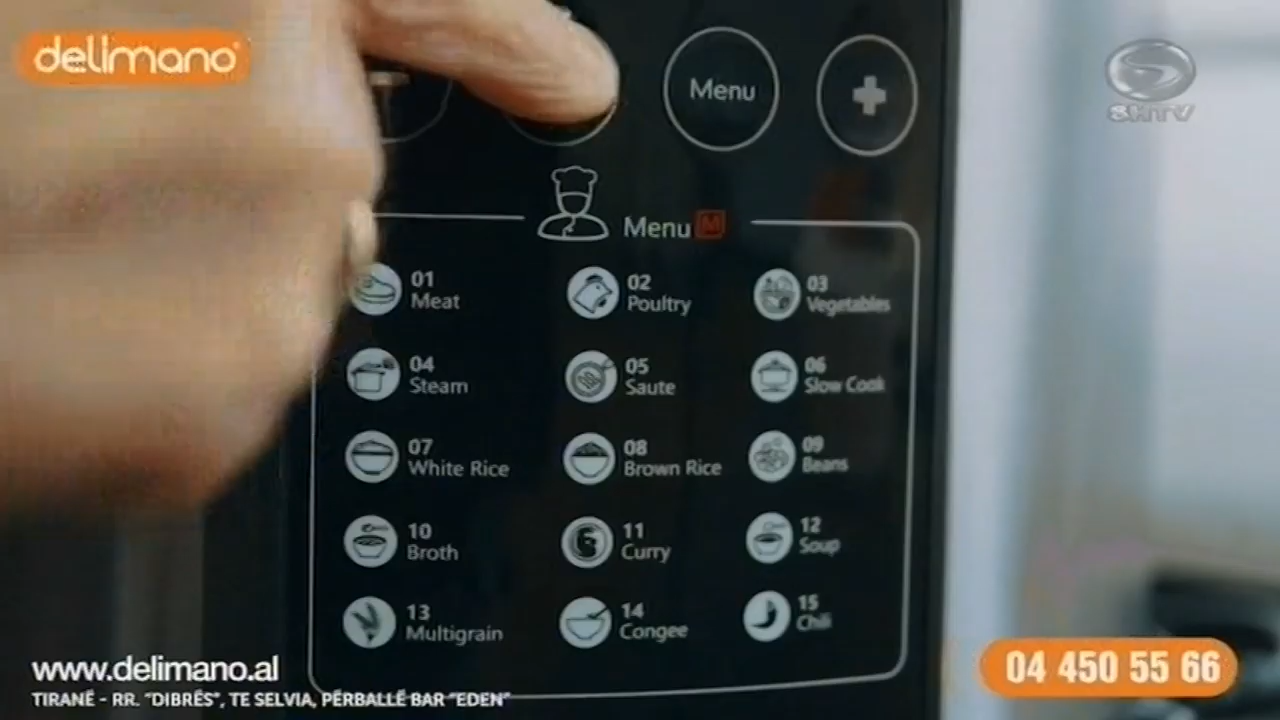 delimano
SHTV
Menu
Menu M
01
Meat
02
Poultry
03
Vegetables
04
Steam
05
Saute
06
Slow Cook
07
White Rice
08
Brown Rice
09
Beans
10
Broth
11
Curry
12
Soup
13
Multigrain
14
Congee
15
Chili
www.delimano.al
TIRANË - RR. "DIBRËS", TE SELVIA, PËRBALLË BAR "EDEN"
04 450 55 66